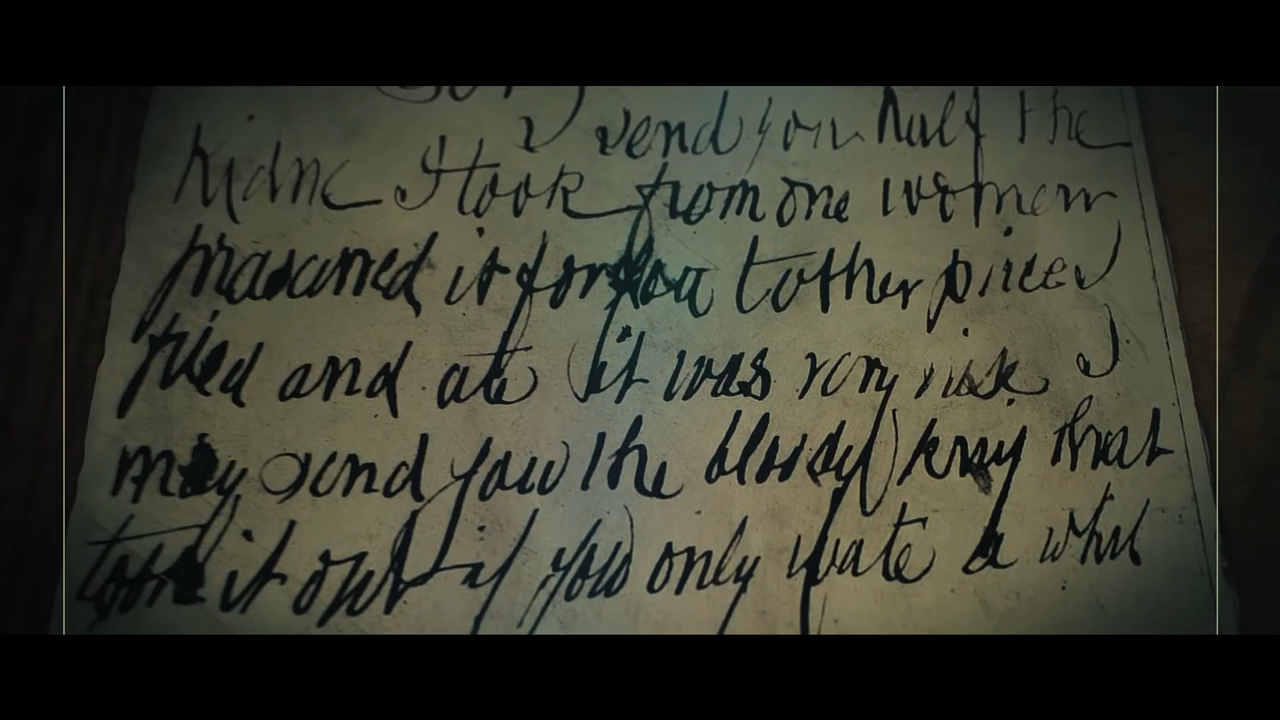 Sor
I send you half the
Kidne I took from one women
prasarved it for you tother piece I
fried and ate it was very nise I
may send you the bloody knif that
took it out if you only wate a whil